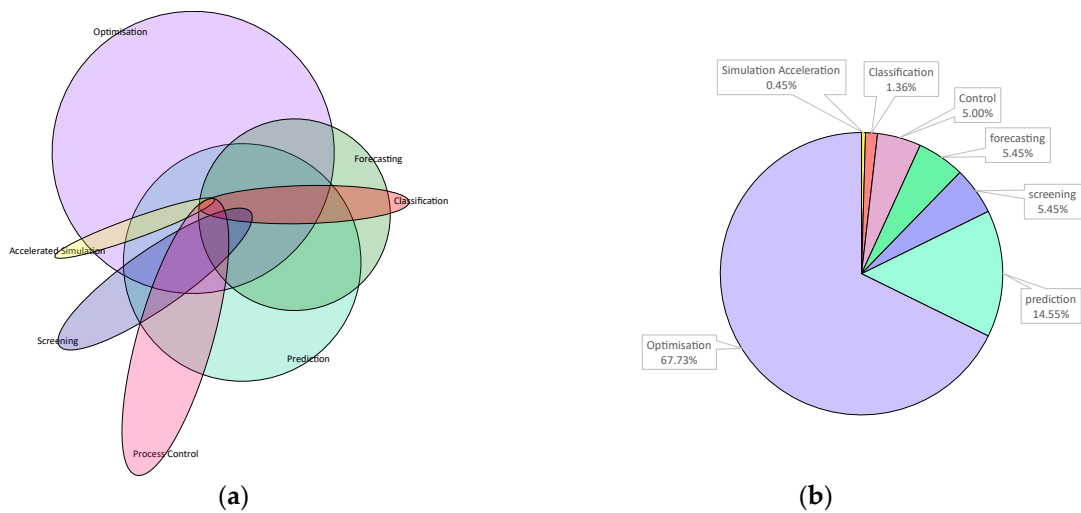 Optimisation
Forecasting
Classification
Accelerated Simulation
Screening
Prediction
Process Control
(a)
Simulation Acceleration
0.45%
Classification
1.36%
Control
5.00%
forecasting
5.45%
screening
5.45%
prediction
14.55%
Optimisation
67.73%
(b)